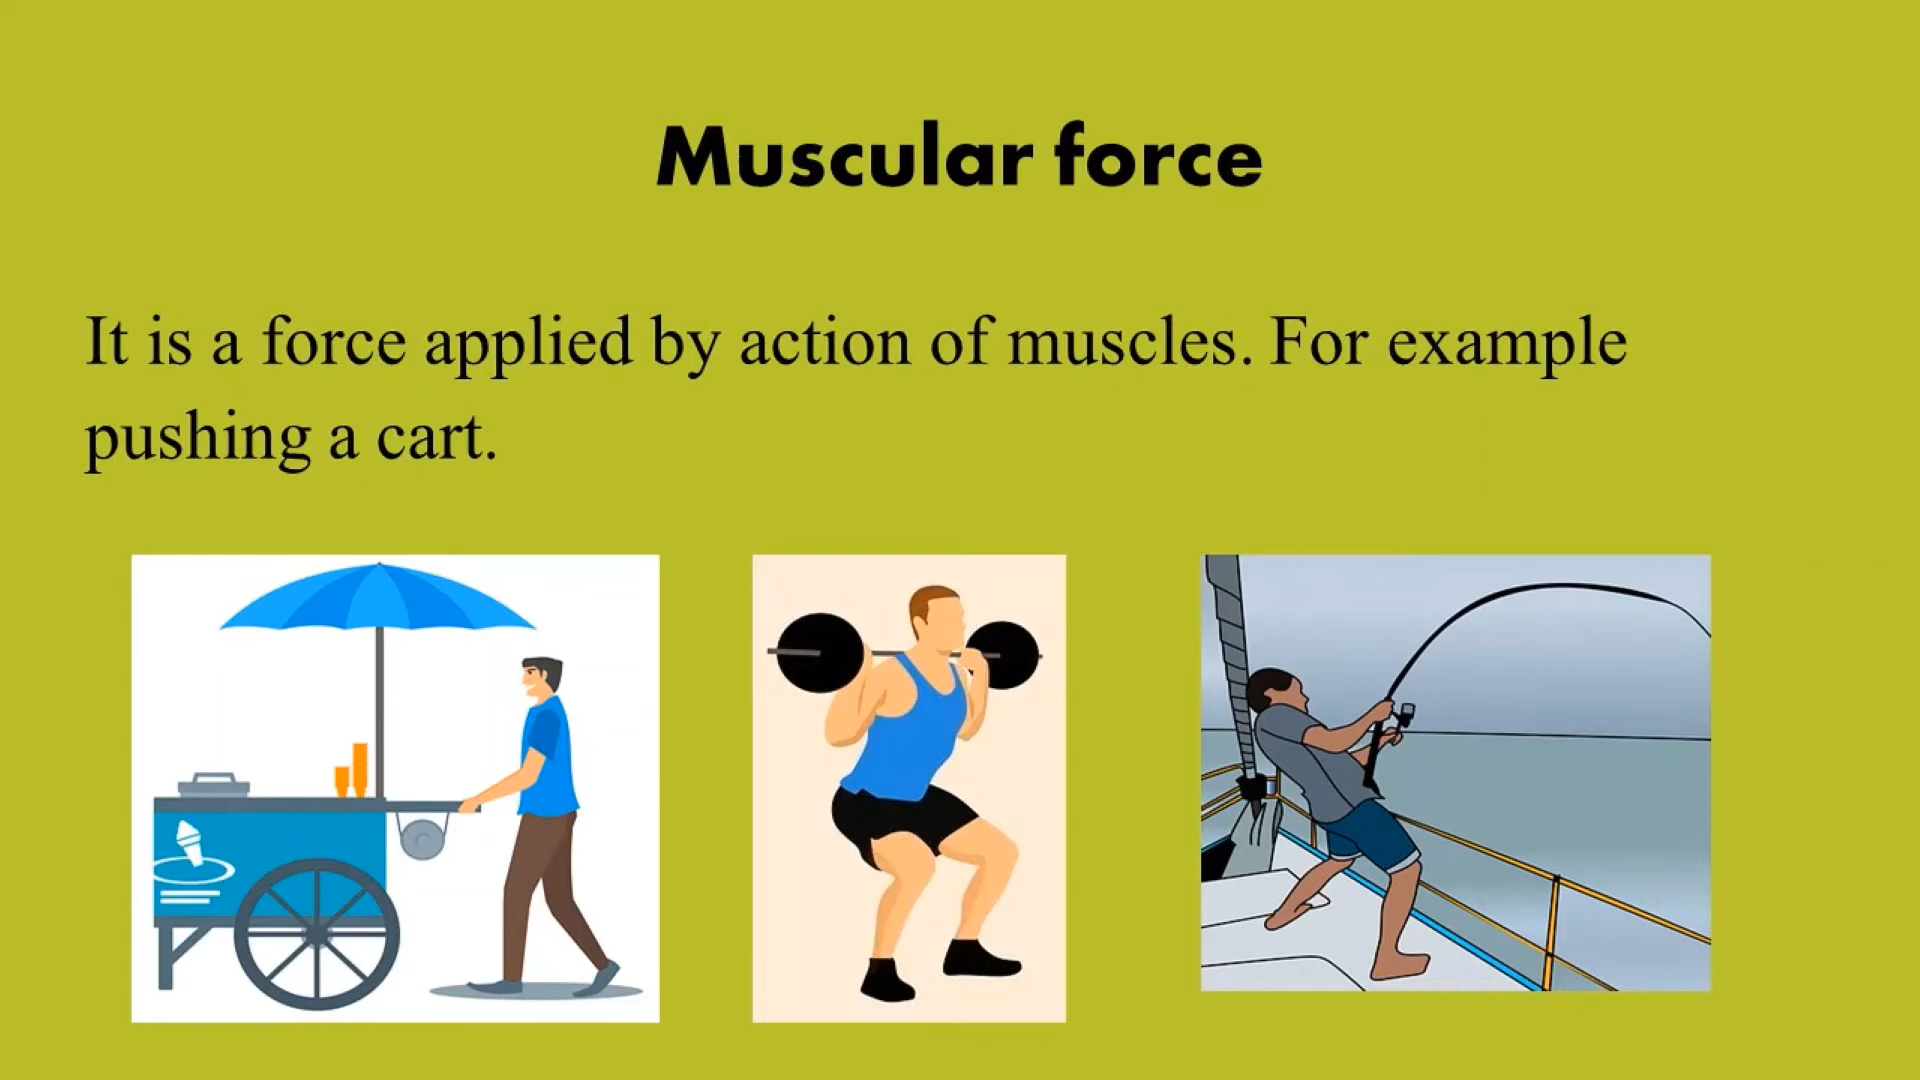 Muscular force
It is a force applied by action of muscles. For example
pushing a cart.